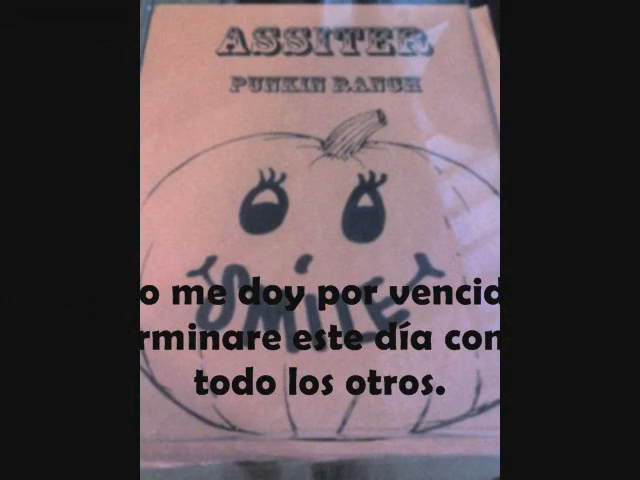 ASSITER
PUNKIN RANCH
SMILE
o me doy por vencid
rminare este día con
todo los otros.